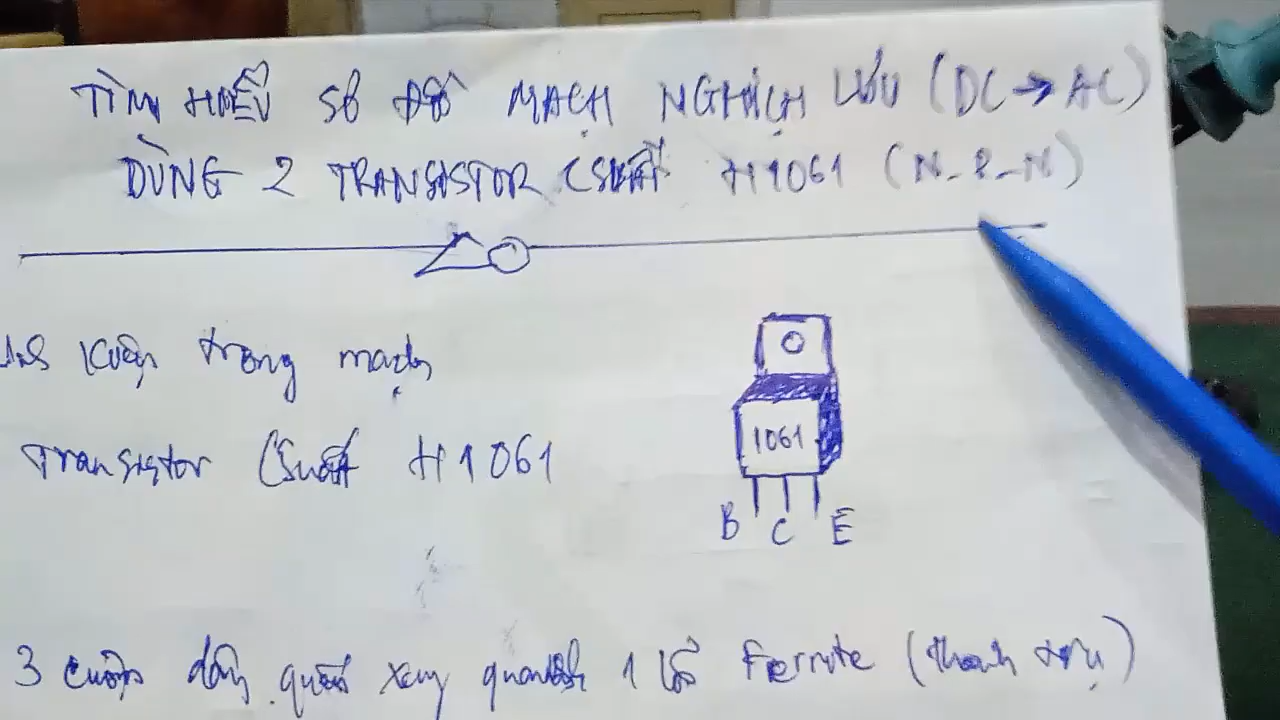 TÌM HIỂU SƠ ĐỒ MẠCH NGHỊCH LƯU (DC → AC)
DÙNG 2 TRANSISTOR CSUẤT H1061 (N-P-N)
kiện trong mạch
Transistor CSuất H1061
1061
B C E
3 cuộn dây quấn xung quanh 1 lõi Ferrite (thanh trụ)